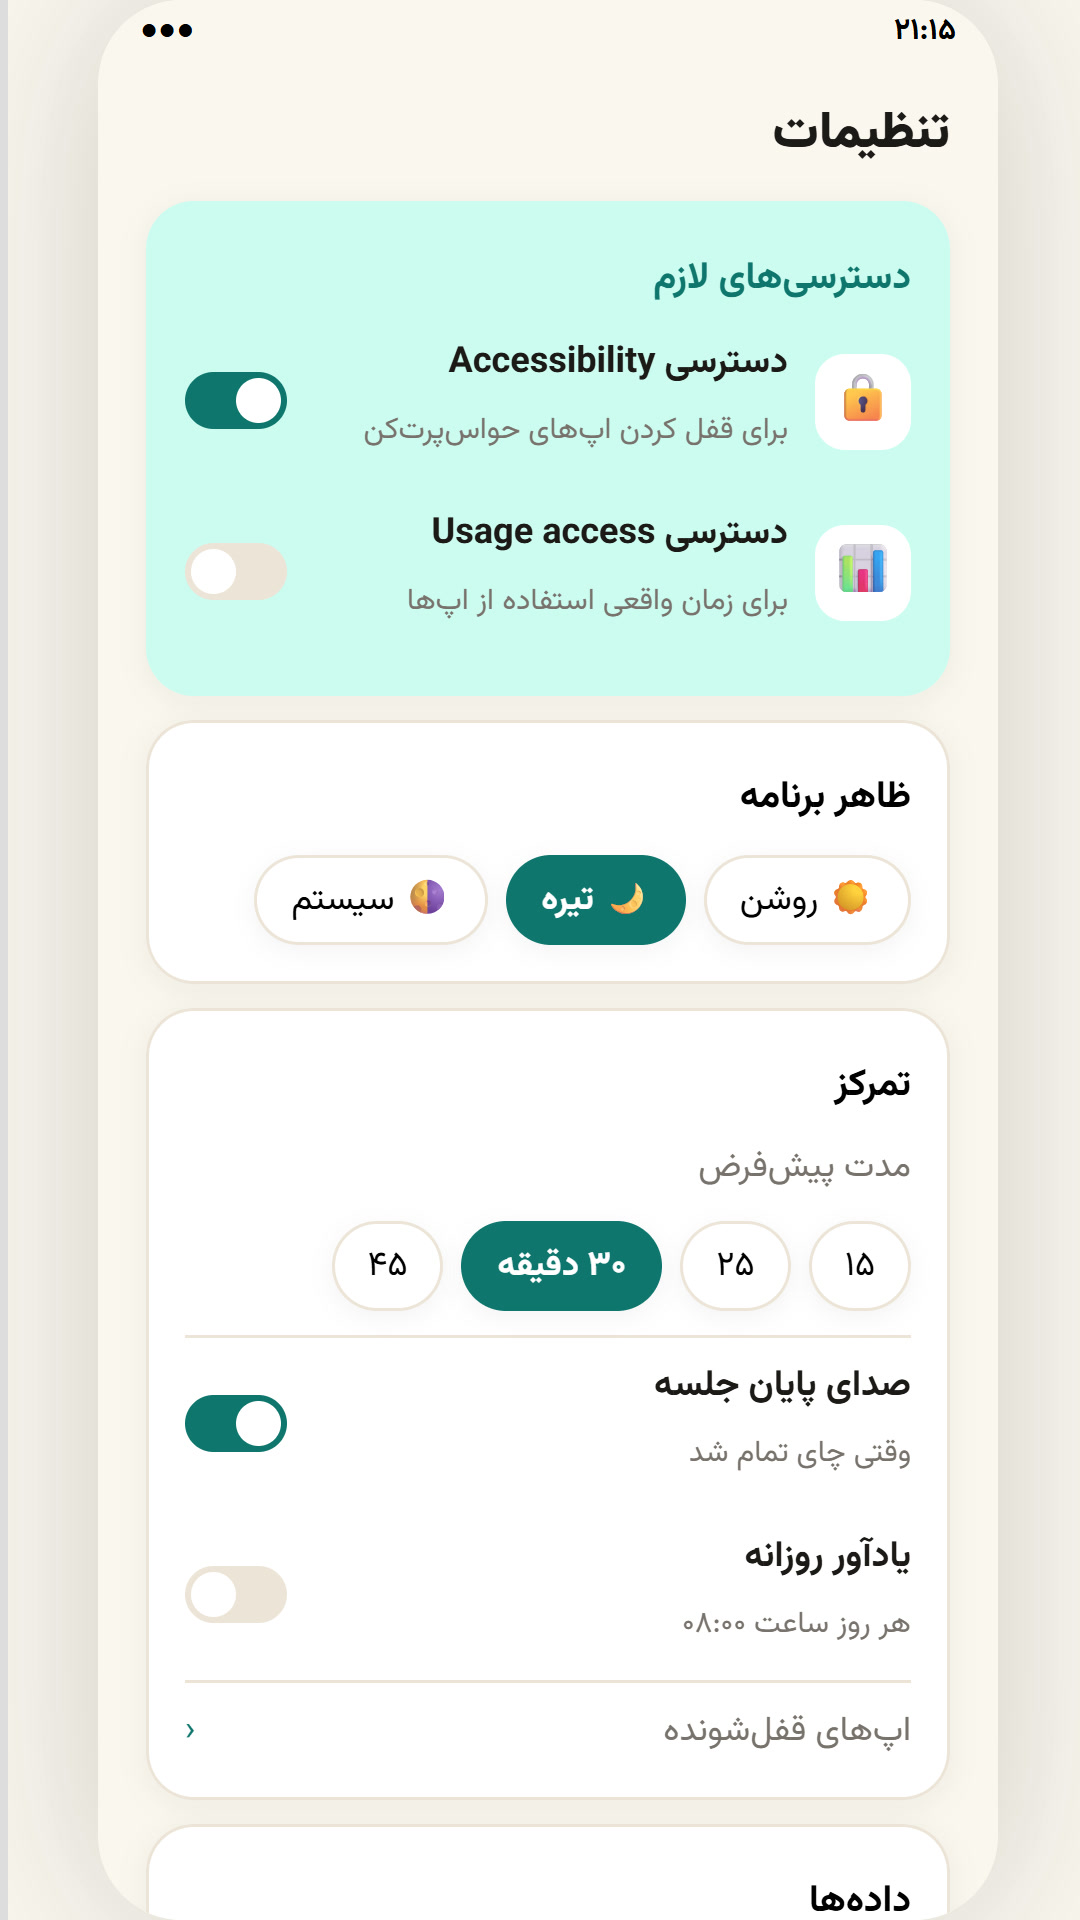 ۲۱:۱۵
تنظیمات
دسترسی‌های لازم
دسترسی Accessibility
برای قفل کردن اپ‌های حواس‌پرت‌کن
دسترسی Usage access
برای زمان واقعی استفاده از اپ‌ها
ظاهر برنامه
روشن
تیره
سیستم
تمرکز
مدت پیش‌فرض
۱۵
۲۵
۳۰ دقیقه
۴۵
صدای پایان جلسه
وقتی چای تمام شد
یادآور روزانه
هر روز ساعت ۰۸:۰۰
اپ‌های قفل‌شونده
داده‌ها